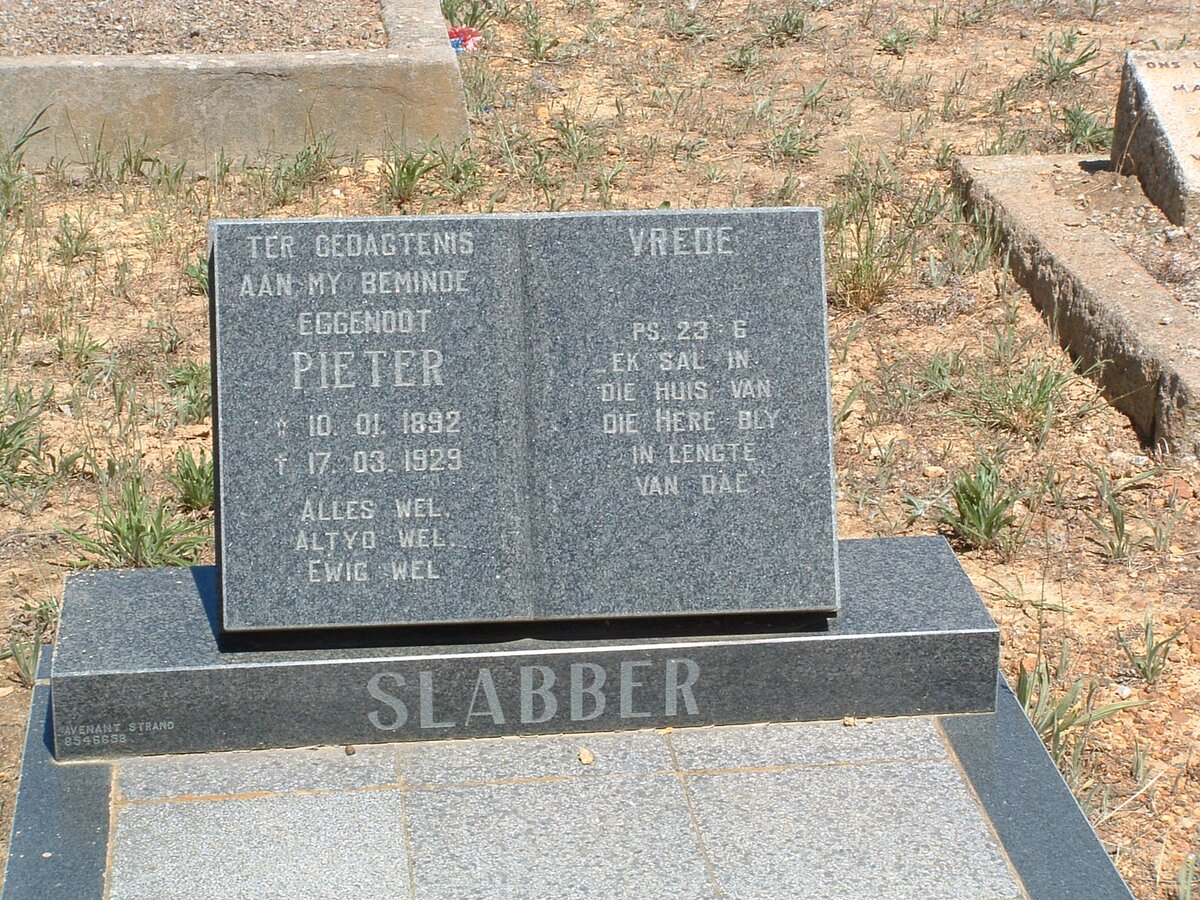 TER GEDAGTENIS
AAN MY BEMINDE
EGGENOOT
PIETER
† 10. 01. 1892
† 17. 03. 1929
ALLES WEL.
ALTYD WEL.
EWIG WEL
VREDE
PS. 23 6
EK SAL IN
DIE HUIS VAN
DIE HERE BLY
IN LENGTE
VAN DAE
SLABBER
AVENANT STRAND
8546658
ONS